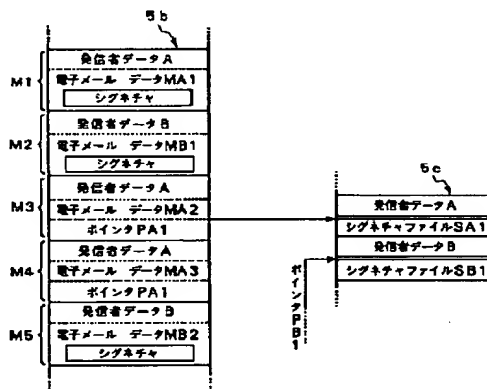 5b
M1
発信者データA
電子メール データMA1
シグネチャ
M2
発信者データB
電子メール データMB1
シグネチャ
M3
発信者データA
電子メール データMA2
ポインタPA1
M4
発信者データA
電子メール データMA3
ポインタPA1
M5
発信者データB
電子メール データMB2
シグネチャ
5c
発信者データA
シグネチャファイルSA1
発信者データB
シグネチャファイルSB1
ポインタPB1